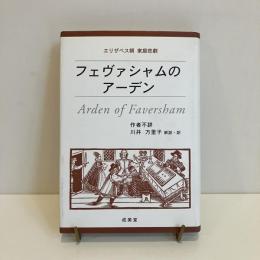 エリザベス朝 家庭悲劇
フェヴァシャムの
アーデン
Arden of Faversham
作者不詳
川井 万里子 解説・訳
成美堂